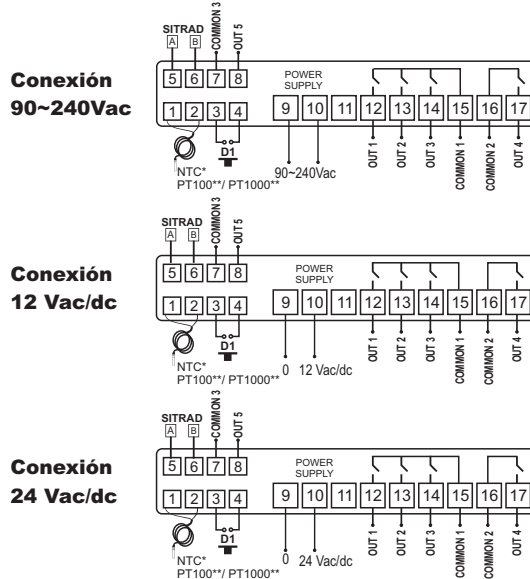 Conexión
90~240Vac
SITRAD
A B
COMMON 3
OUT 5
5 6 7 8
1 2 3 4
POWER
SUPPLY
9 10 11 12 13 14 15 16 17
D1
NTC*
PT100**/ PT1000**
90~240Vac
OUT 1
OUT 2
OUT 3
COMMON 1
COMMON 2
OUT 4
Conexión
12 Vac/dc
SITRAD
A B
COMMON 3
OUT 5
5 6 7 8
1 2 3 4
POWER
SUPPLY
9 10 11 12 13 14 15 16 17
D1
NTC*
PT100**/ PT1000**
0 12 Vac/dc
OUT 1
OUT 2
OUT 3
COMMON 1
COMMON 2
OUT 4
Conexión
24 Vac/dc
SITRAD
A B
COMMON 3
OUT 5
5 6 7 8
1 2 3 4
POWER
SUPPLY
9 10 11 12 13 14 15 16 17
D1
NTC*
PT100**/ PT1000**
0 24 Vac/dc
OUT 1
OUT 2
OUT 3
COMMON 1
COMMON 2
OUT 4